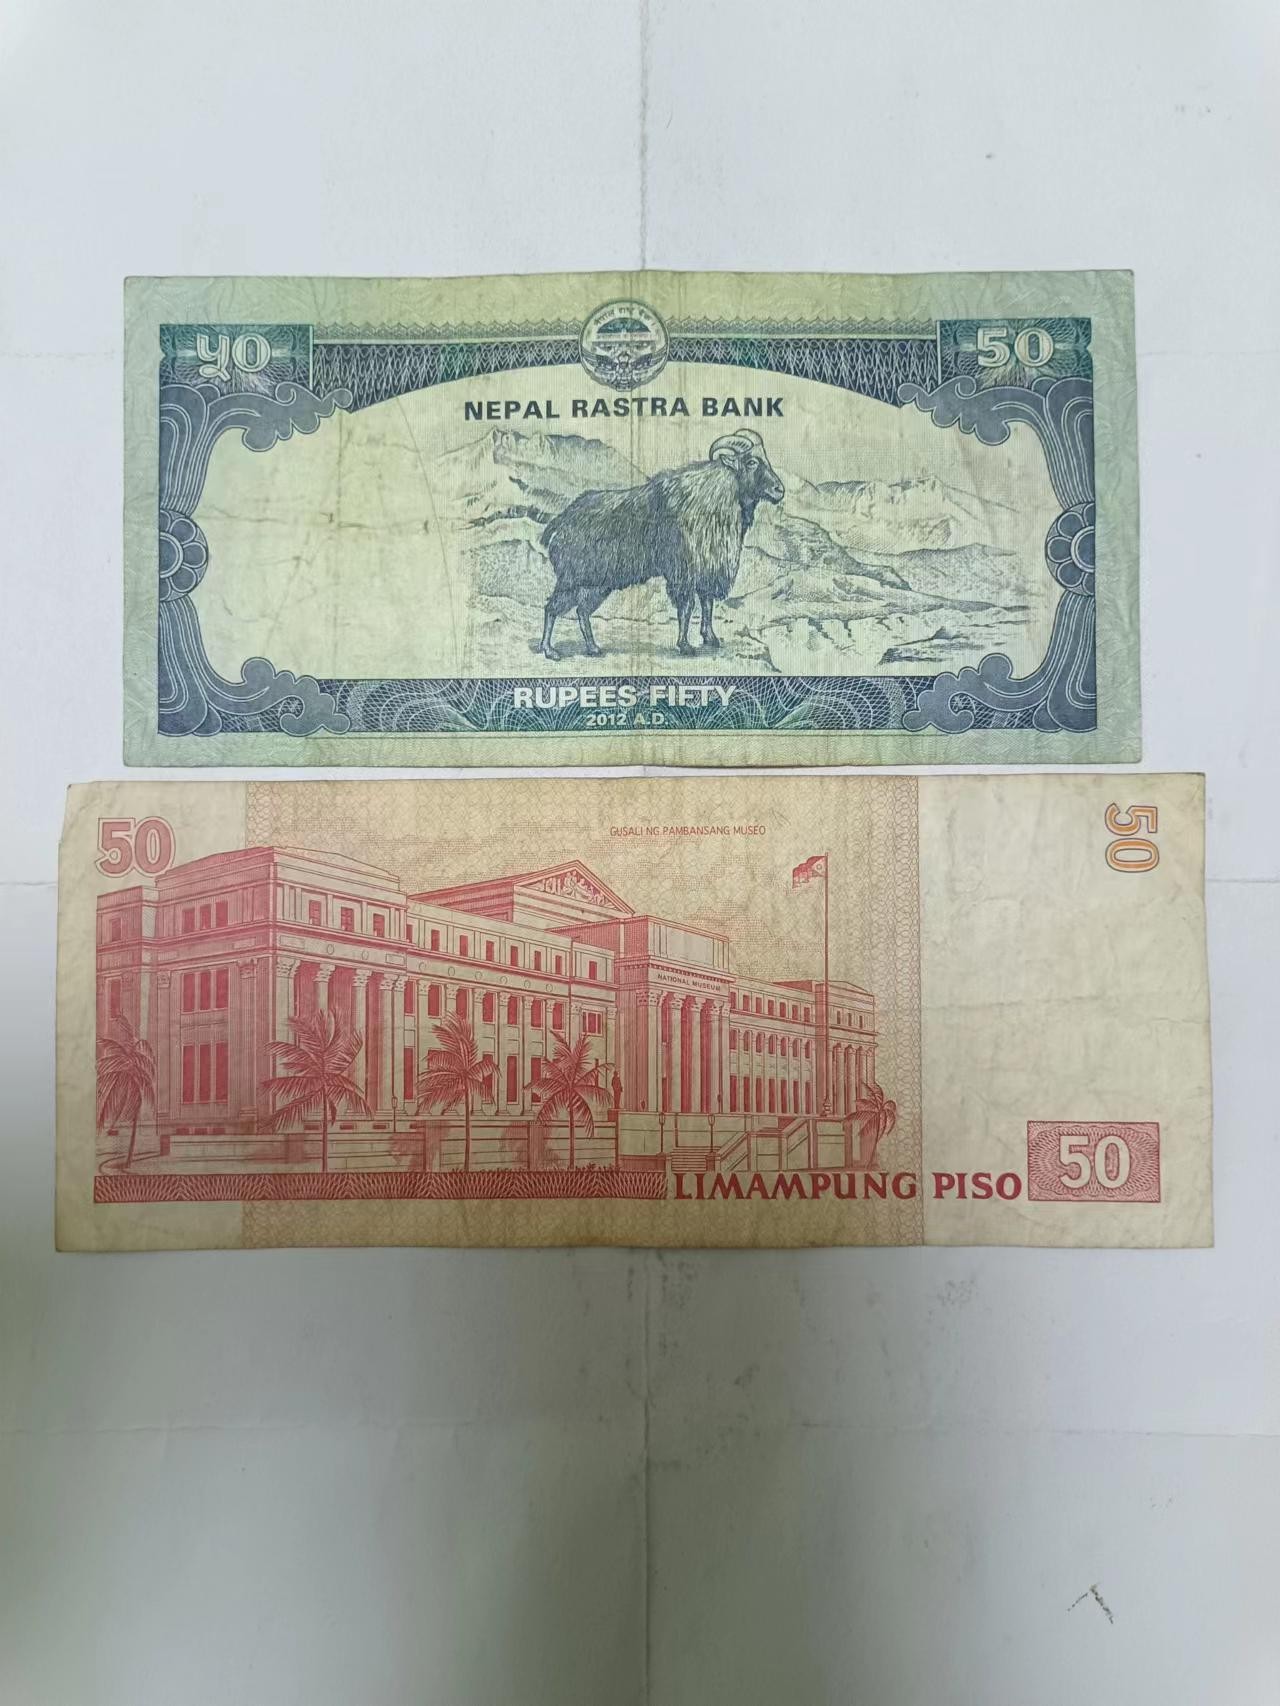 ५०
50
NEPAL RASTRA BANK
RUPEES FIFTY
2012 A.D.
50
50
GUSALI NG PAMBANSANG MUSEO
NATIONAL MUSEUM
LIMAMPUNG PISO 50